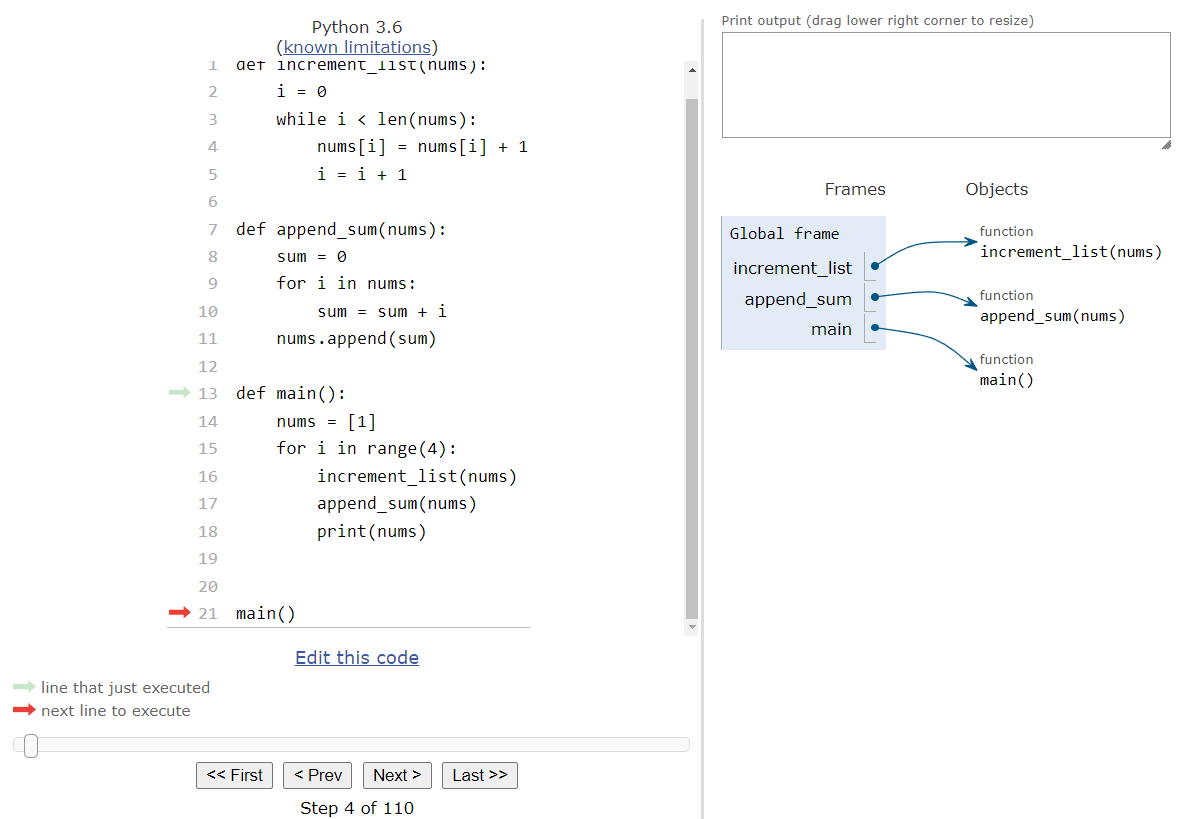 Python 3.6
(known limitations)
1 def increment_list(nums):
2 i = 0
3 while i < len(nums):
4 nums[i] = nums[i] + 1
5 i = i + 1
6
7 def append_sum(nums):
8 sum = 0
9 for i in nums:
10 sum = sum + i
11 nums.append(sum)
12
13 def main():
14 nums = [1]
15 for i in range(4):
16 increment_list(nums)
17 append_sum(nums)
18 print(nums)
19
20
21 main()
Edit this code
line that just executed
next line to execute
<< First
< Prev
Next >
Last >>
Step 4 of 110
Print output (drag lower right corner to resize)
Frames
Objects
Global frame
increment_list
append_sum
main
function
increment_list(nums)
function
append_sum(nums)
function
main()